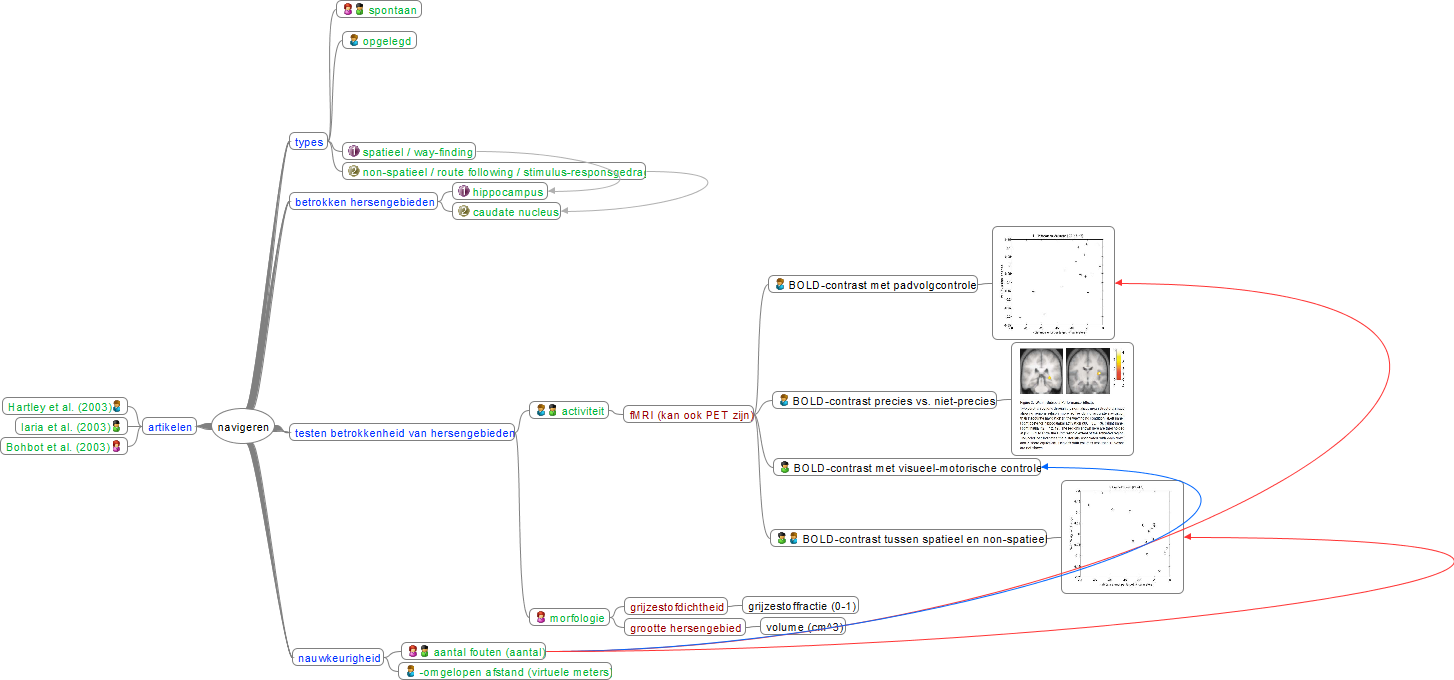 spontaan
opgelegd
types
spatieel / way-finding
non-spatieel / route following / stimulus-responsgedrag
betrokken hersengebieden
hippocampus
caudate nucleus
BOLD-contrast met padvolgcontrole
BOLD-contrast precies vs. niet-precies
Hartley et al. (2003)
Iaria et al. (2003)
Bohbot et al. (2003)
artikelen
navigeren
testen betrokkenheid van hersengebieden
activiteit
fMRI (kan ook PET zijn)
BOLD-contrast met visueel-motorische controle
BOLD-contrast tussen spatieel en non-spatieel
morfologie
grijzestofdichtheid
grijzestoffractie (0-1)
grootte hersengebied
volume (cm^3)
nauwkeurigheid
aantal fouten (aantal)
-omgelopen afstand (virtuele meters)